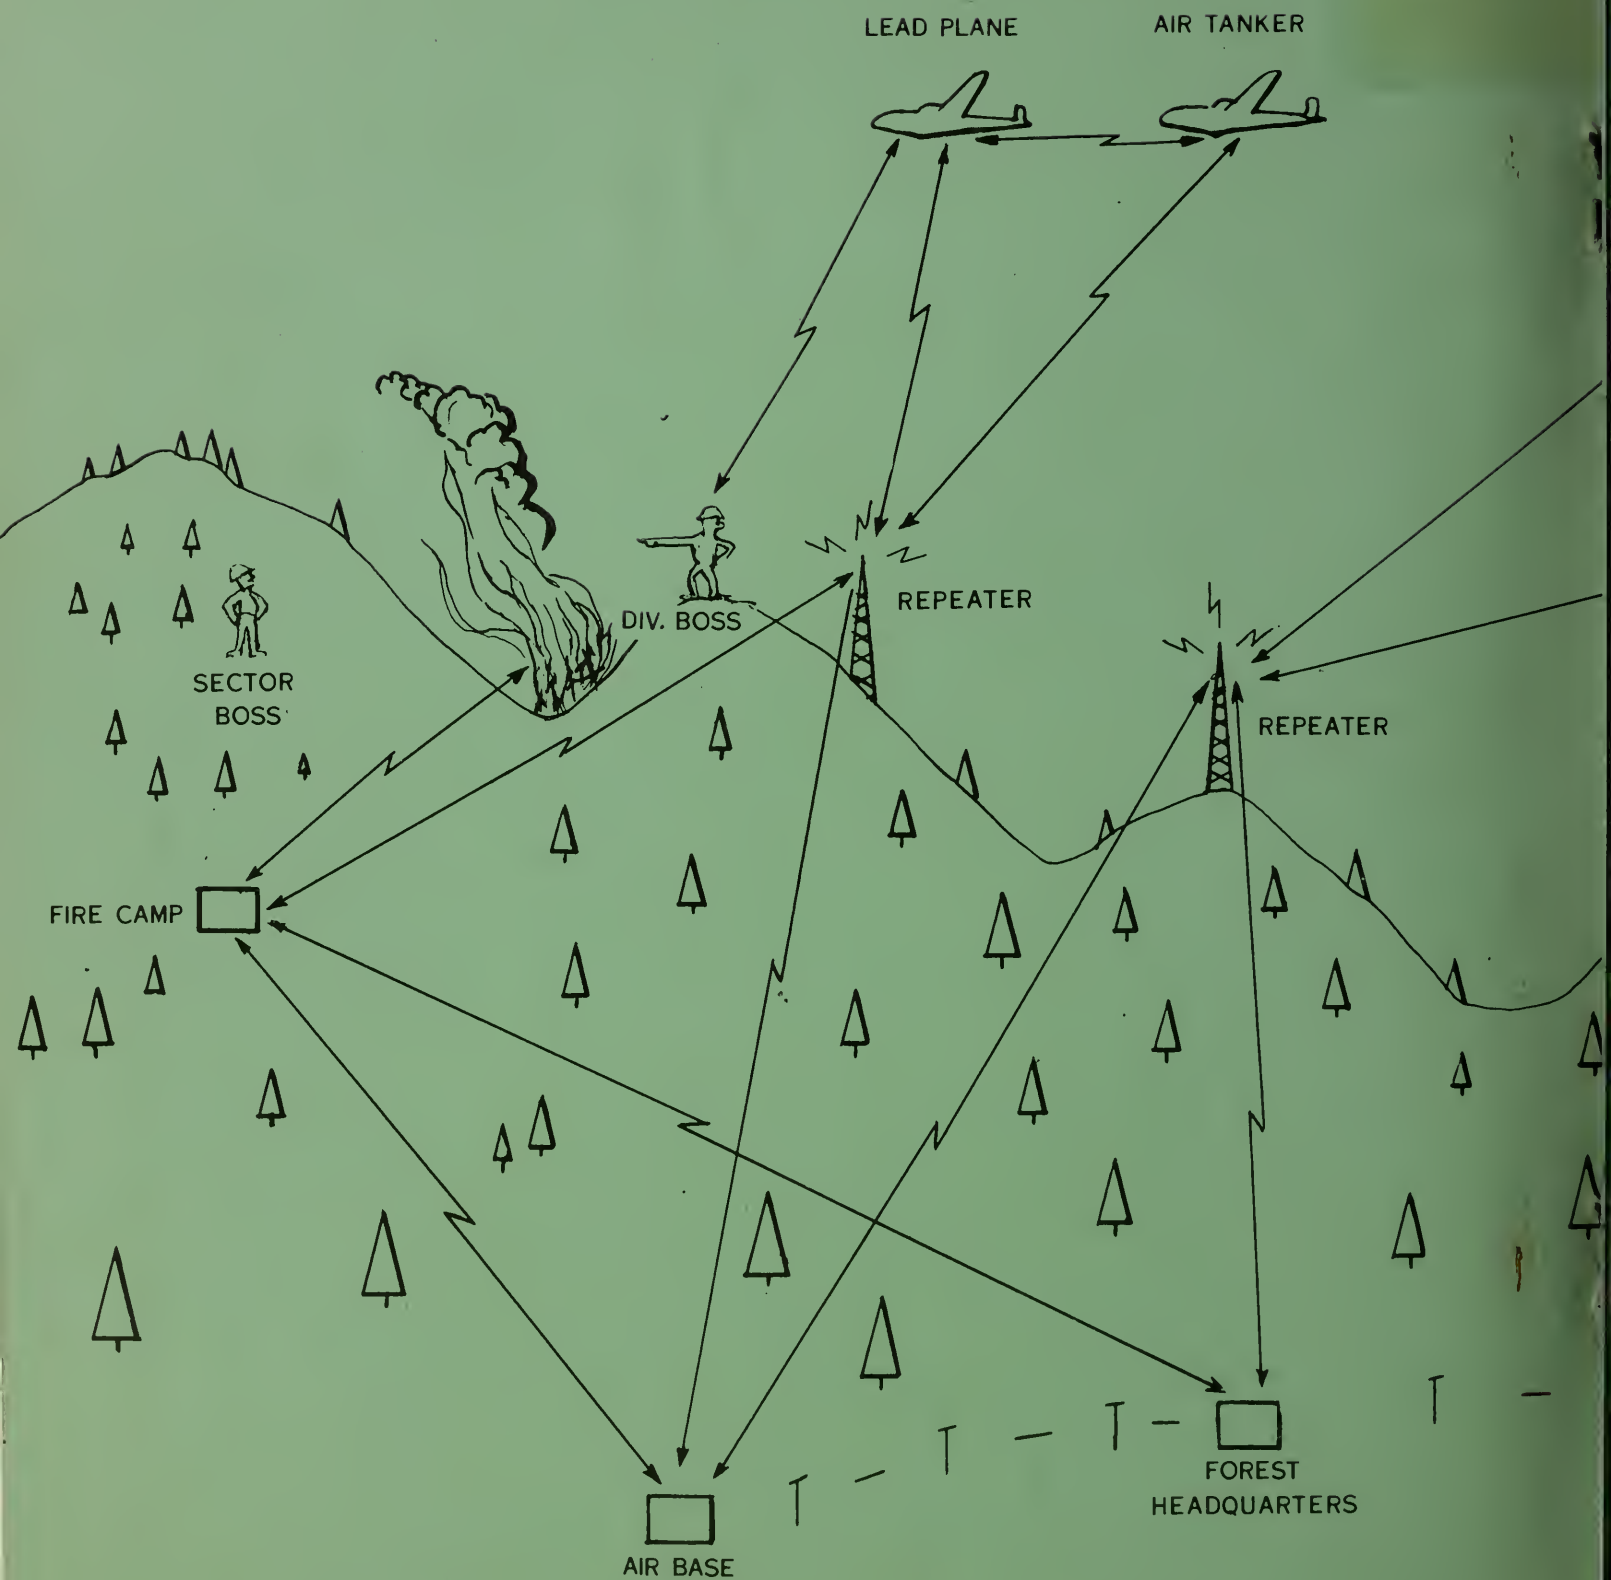 LEAD PLANE
AIR TANKER
DIV. BOSS
REPEATER
SECTOR
BOSS
REPEATER
FIRE CAMP
FOREST
HEADQUARTERS
AIR BASE